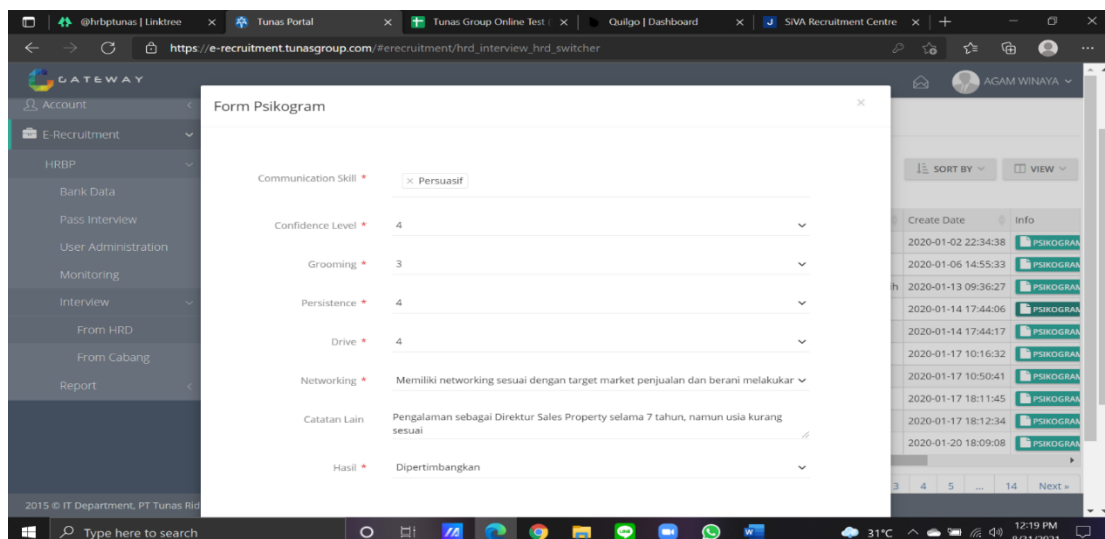 @hrbptunas | Linktree
Tunas Portal
Tunas Group Online Test (
Quilgo | Dashboard
SiVA Recruitment Centre
https://e-recruitment.tunasgroup.com/#erecruitment/hrd_interview_hrd_switcher
GATEWAY
AGAM WINAYA
Account
E-Recruitment
HRBP
Bank Data
Pass Interview
User Administration
Monitoring
Interview
From HRD
From Cabang
Report
2015 © IT Department, PT Tunas Rid
Form Psikogram
Communication Skill *
× Persuasif
Confidence Level *
4
Grooming *
3
Persistence *
4
Drive *
4
Networking *
Memiliki networking sesuai dengan target market penjualan dan berani melakukar
Catatan Lain
Pengalaman sebagai Direktur Sales Property selama 7 tahun, namun usia kurang
sesuai
Hasil *
Dipertimbangkan
SORT BY
VIEW
Create Date
Info
2020-01-02 22:34:38 PSIKOGRAM
2020-01-06 14:55:33 PSIKOGRAM
ih 2020-01-13 09:36:27 PSIKOGRAM
2020-01-14 17:44:06 PSIKOGRAM
2020-01-14 17:44:17 PSIKOGRAM
2020-01-17 10:16:32 PSIKOGRAM
2020-01-17 10:50:41 PSIKOGRAM
2020-01-17 18:11:45 PSIKOGRAM
2020-01-17 18:12:34 PSIKOGRAM
2020-01-20 18:09:08 PSIKOGRAM
3 4 5 ... 14 Next »
Type here to search
31°C
12:19 PM
8/21/2021